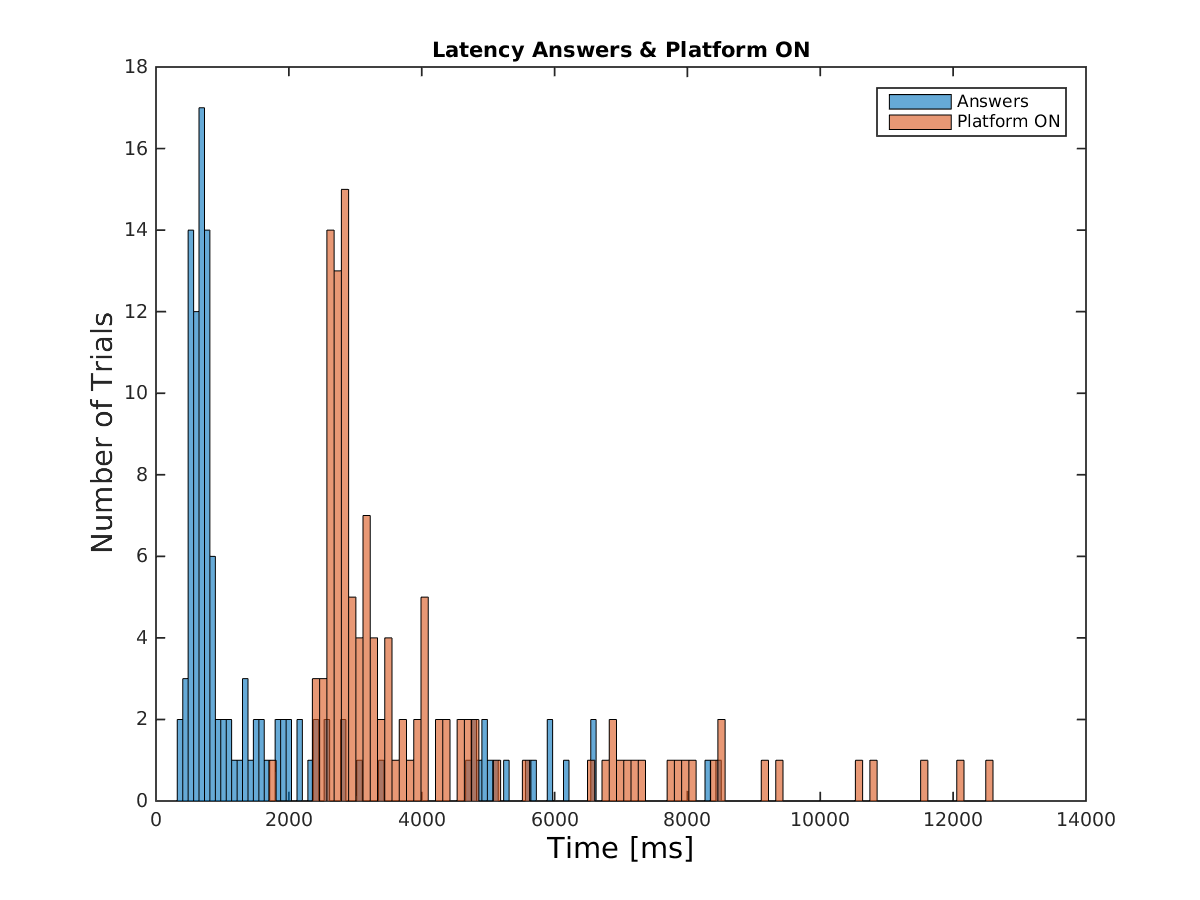 Latency Answers & Platform ON
Answers
Platform ON
18
16
14
12
10
8
6
4
2
0
Number of Trials
0 2000 4000 6000 8000 10000 12000 14000
Time [ms]